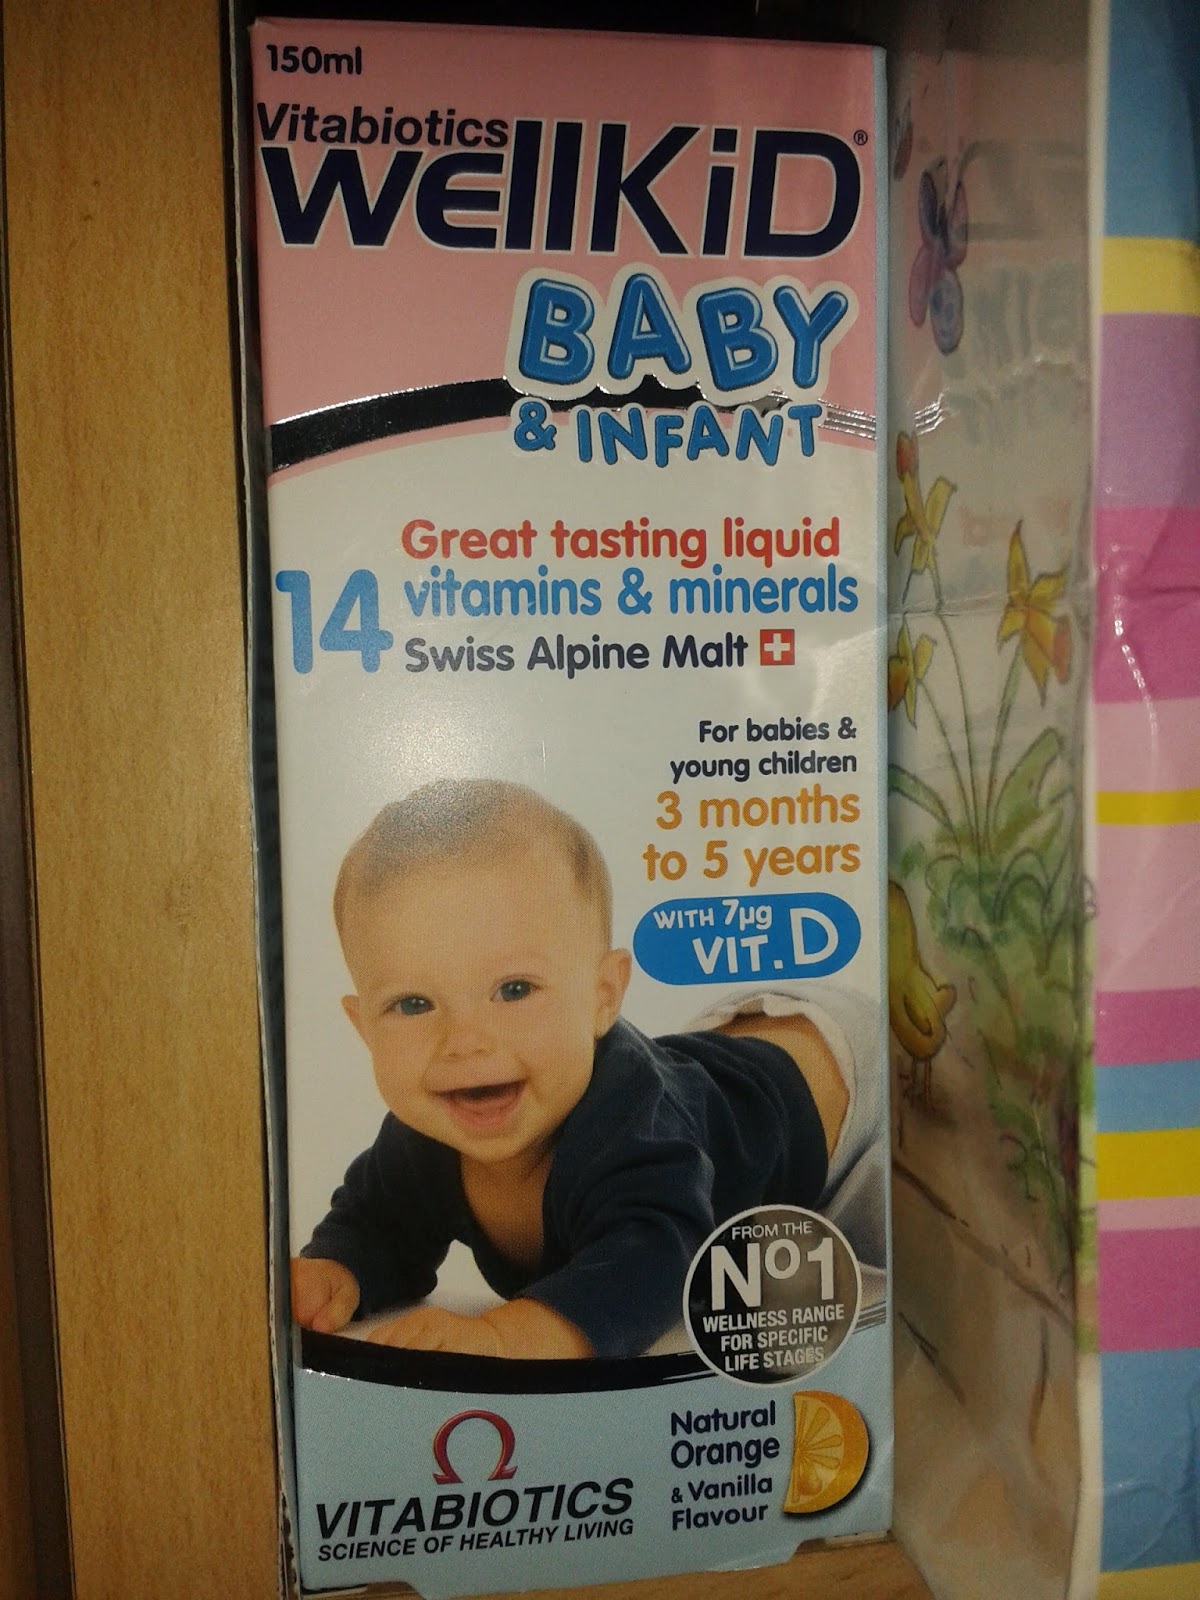 150ml
Vitabiotics
wellKiD®
BABY
& INFANT
Great tasting liquid
14 vitamins & minerals
Swiss Alpine Malt
For babies &
young children
3 months
to 5 years
WITH 7µg
VIT. D
FROM THE
Nº1
WELLNESS RANGE
FOR SPECIFIC
LIFE STAGES
Natural
Orange
& Vanilla
Flavour
VITABIOTICS
SCIENCE OF HEALTHY LIVING